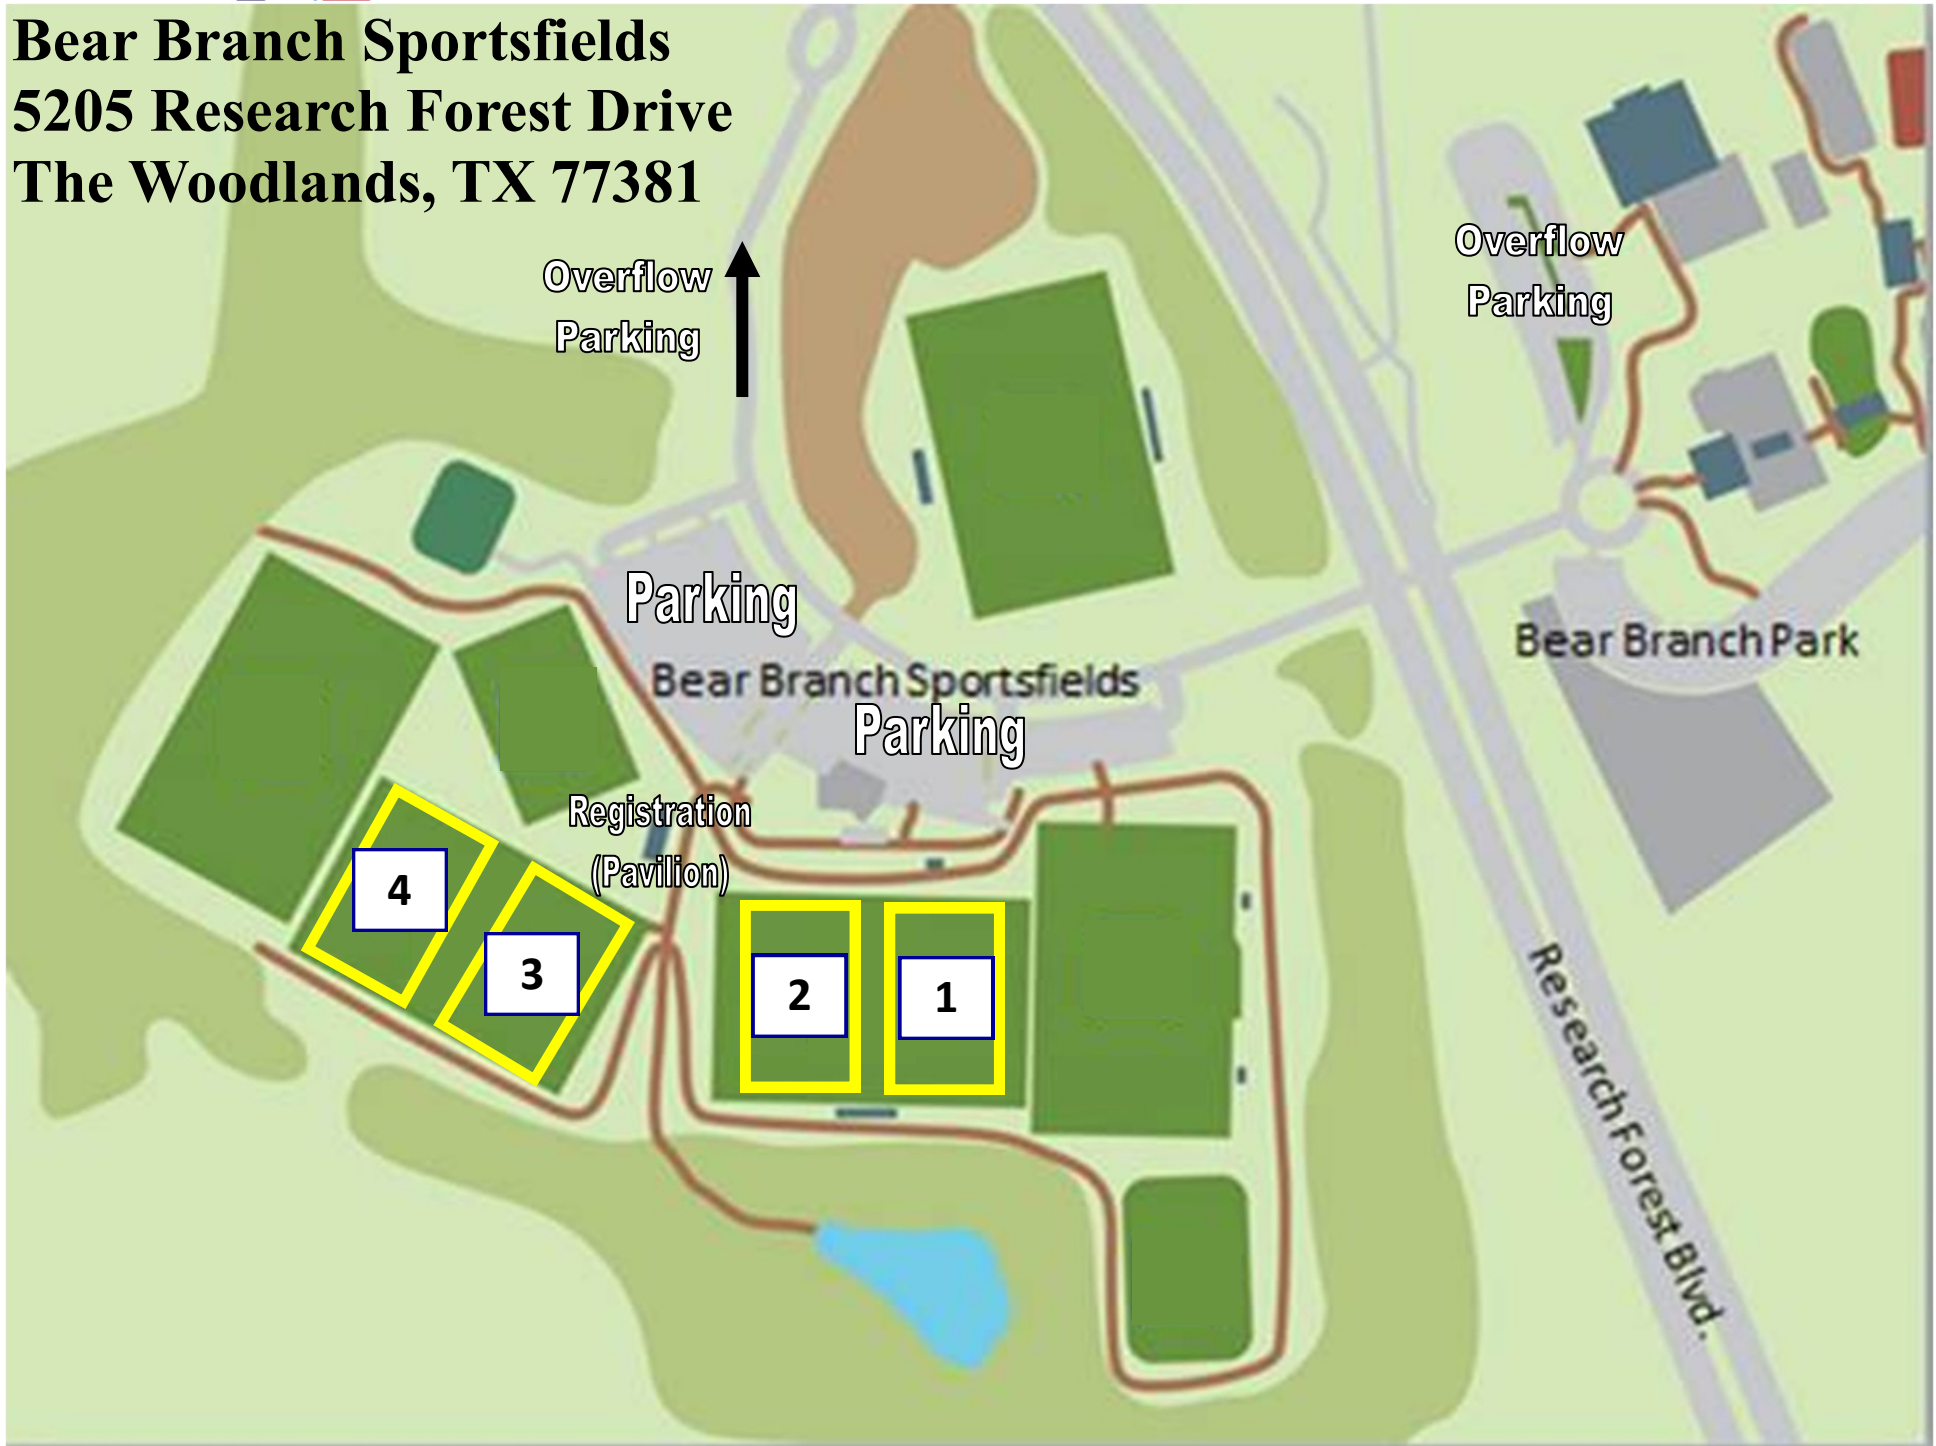 Bear Branch Sportsfields
5205 Research Forest Drive
The Woodlands, TX 77381
Overflow
Parking
Overflow
Parking
Parking
Bear Branch Sportsfields
Parking
Bear Branch Park
Registration
(Pavilion)
4
3
2
1
Research Forest Blvd.